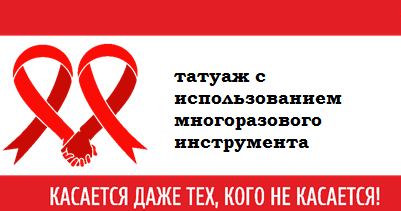 татуаж с
использованием
многоразового
инструмента
КАСАЕТСЯ ДАЖЕ ТЕХ, КОГО НЕ КАСАЕТСЯ!